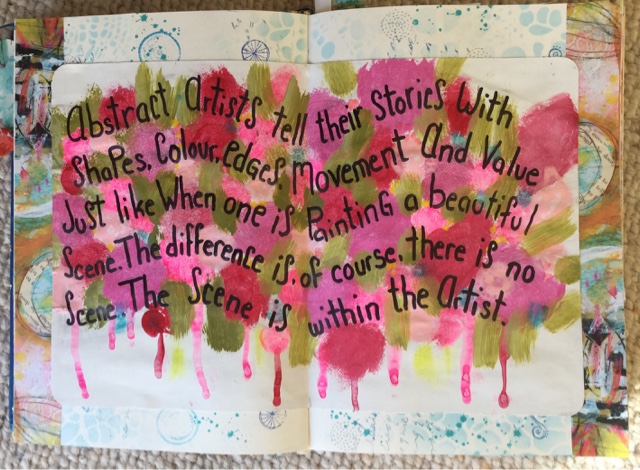 Abstract Artists tell their stories With
Shapes, Colour, edges, Movement and Value
Just like When one is Painting a beautiful
Scene. The difference is, of course, there is no
Scene. The Scene is within the Artist.